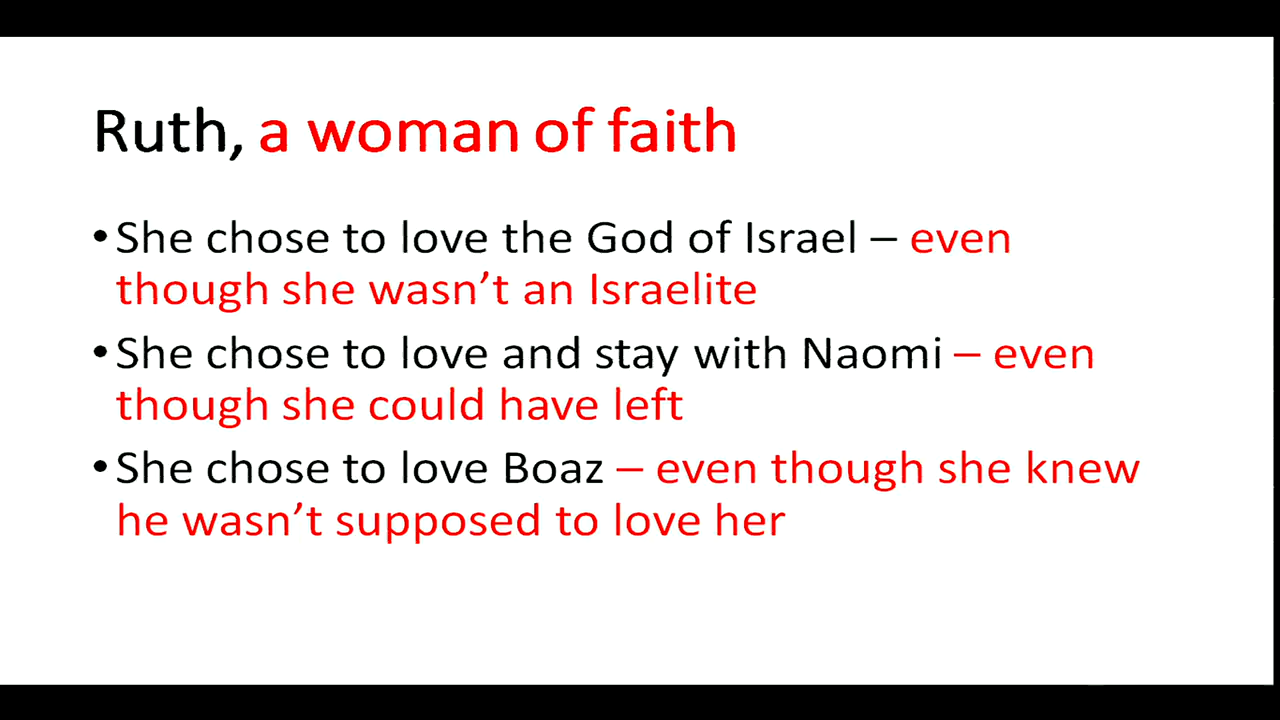 Ruth, a woman of faith
•She chose to love the God of Israel – even
though she wasn’t an Israelite
•She chose to love and stay with Naomi – even
though she could have left
•She chose to love Boaz – even though she knew
he wasn’t supposed to love her